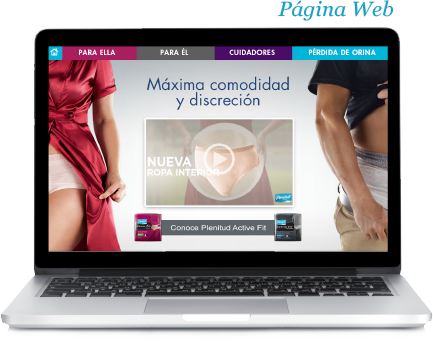 Página Web
PARA ELLA
PARA ÉL
CUIDADORES
PÉRDIDA DE ORINA
Máxima comodidad
y discreción
NUEVA
ROPA INTERIOR
Plenitud
Conoce Plenitud Active Fit